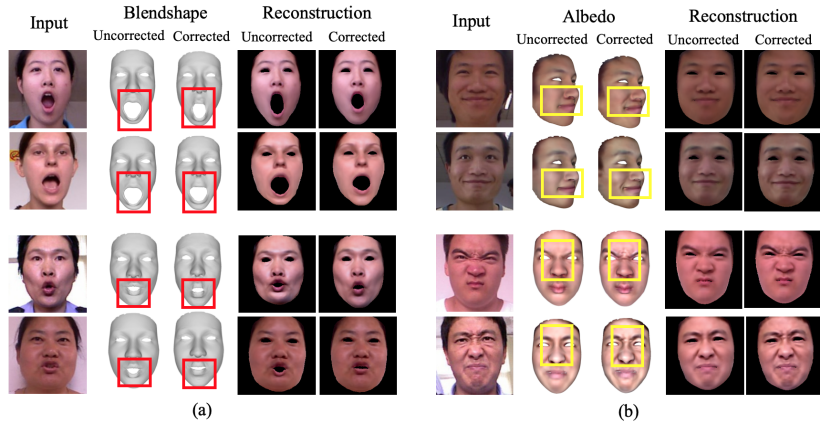 Input
Blendshape
Reconstruction
Uncorrected Corrected Uncorrected Corrected
(a)
Input
Albedo
Reconstruction
Uncorrected Corrected Uncorrected Corrected
(b)